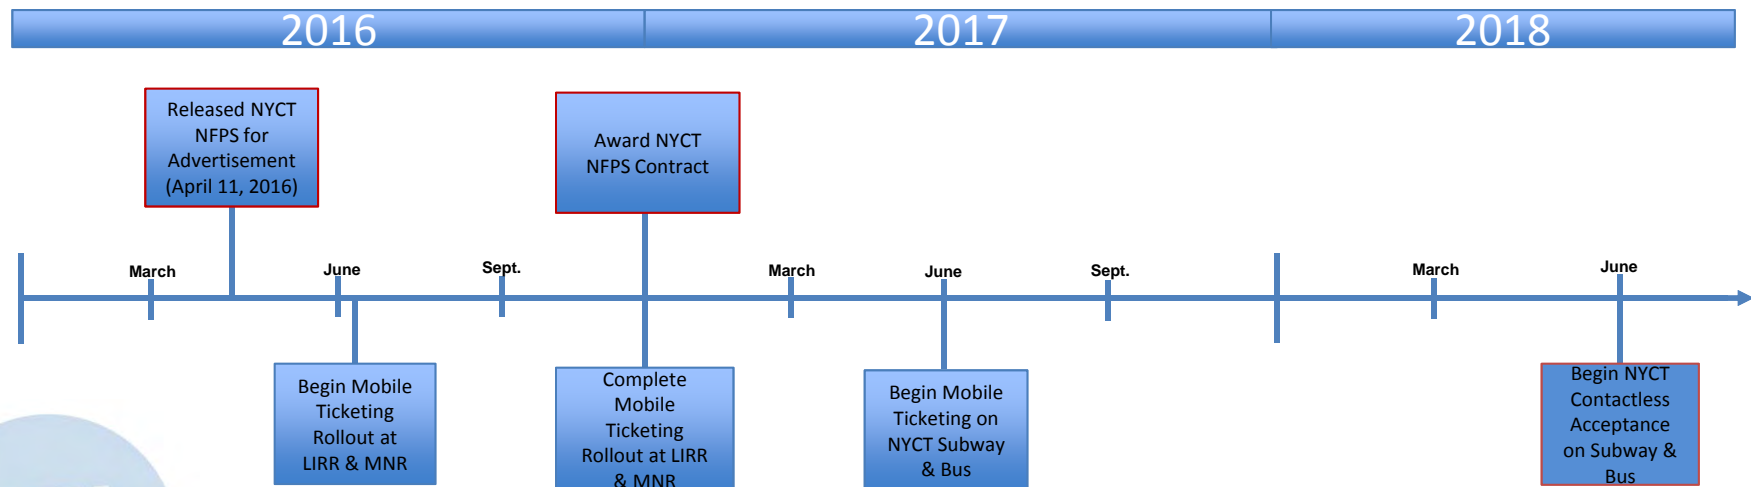 2016
2017
2018
Released NYCT
NFPS for
Advertisement
(April 11, 2016)
Award NYCT
NFPS Contract
March
June
Sept.
March
June
Sept.
March
June
Begin Mobile
Ticketing
Rollout at
LIRR & MNR
Complete
Mobile
Ticketing
Rollout at LIRR
& MNR
Begin Mobile
Ticketing on
NYCT Subway
& Bus
Begin NYCT
Contactless
Acceptance
on Subway &
Bus